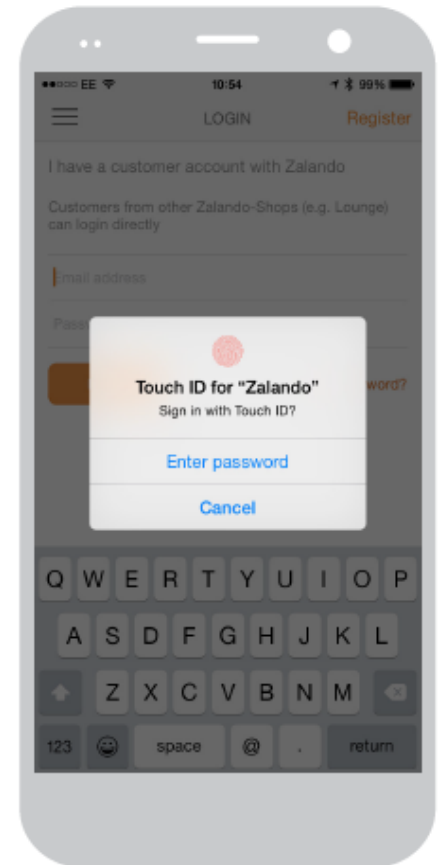 EE 10:54 99%
LOGIN Register
I have a customer account with Zalando
Customers from other Zalando-Shops (e.g. Lounge)
can login directly
Email address
Touch ID for “Zalando”
Sign in with Touch ID?
Enter password
Cancel
Q W E R T Y U I O P
A S D F G H J K L
Z X C V B N M
123 space @ . return